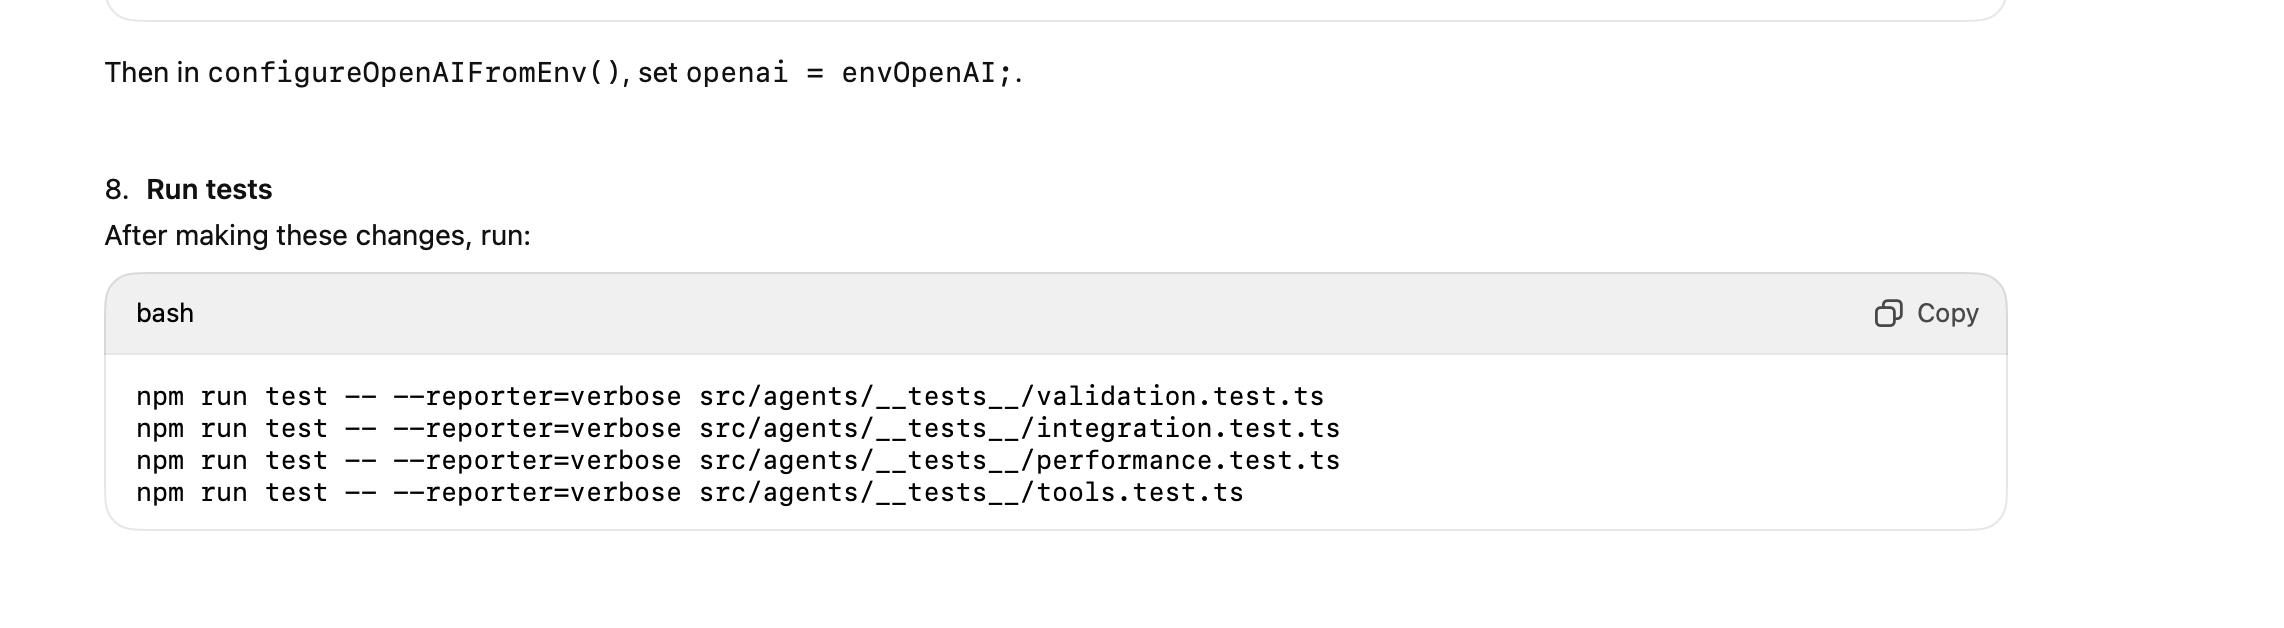 Then in configureOpenAIFromEnv(), set openai = envOpenAI;.
8. Run tests
After making these changes, run:
bash
Copy
npm run test -- --reporter=verbose src/agents/__tests__/validation.test.ts
npm run test -- --reporter=verbose src/agents/__tests__/integration.test.ts
npm run test -- --reporter=verbose src/agents/__tests__/performance.test.ts
npm run test -- --reporter=verbose src/agents/__tests__/tools.test.ts